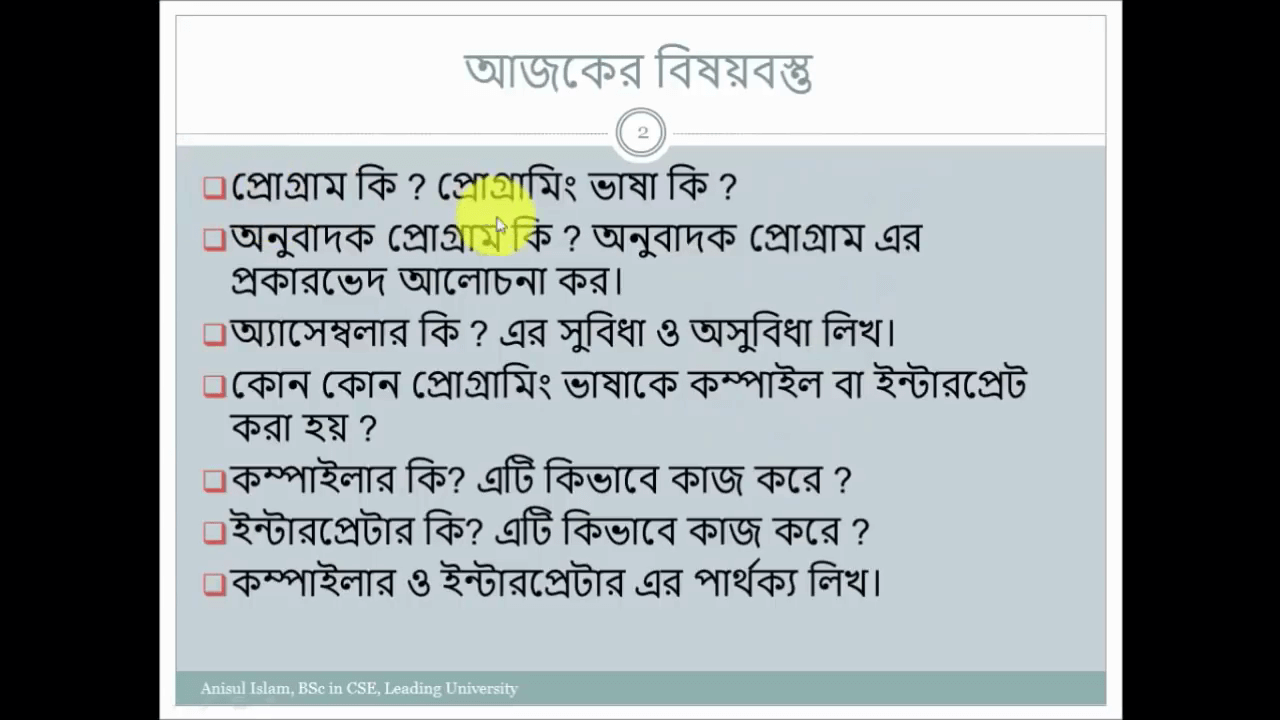 আজকের বিষয়বস্তু
2
প্রোগ্রাম কি ? প্রোগ্রামিং ভাষা কি ?
অনুবাদক প্রোগ্রাম কি ? অনুবাদক প্রোগ্রাম এর
প্রকারভেদ আলোচনা কর।
অ্যাসেম্বলার কি ? এর সুবিধা ও অসুবিধা লিখ।
কোন কোন প্রোগ্রামিং ভাষাকে কম্পাইল বা ইন্টারপ্রেট
করা হয় ?
কম্পাইলার কি? এটি কিভাবে কাজ করে ?
ইন্টারপ্রেটার কি? এটি কিভাবে কাজ করে ?
কম্পাইলার ও ইন্টারপ্রেটার এর পার্থক্য লিখ।
Anisul Islam, BSc in CSE, Leading University